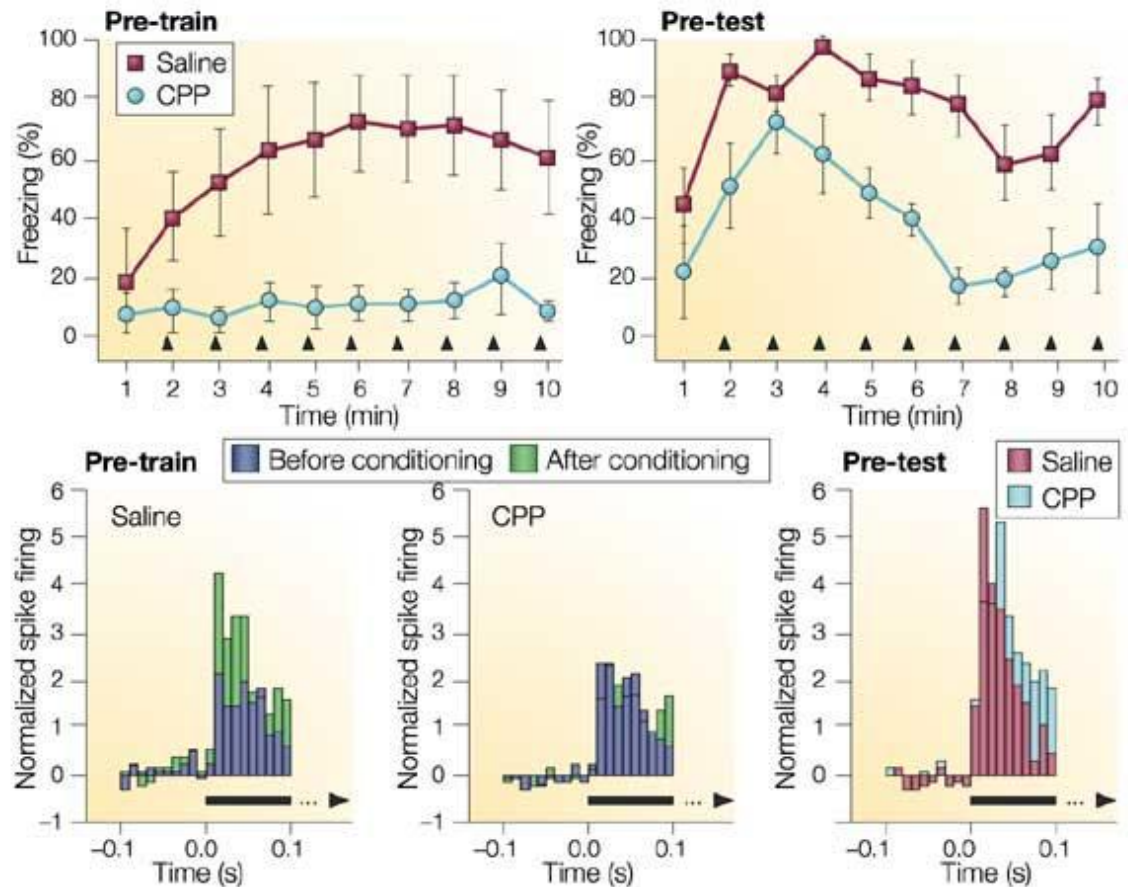 Pre-train
Freezing (%)
100
80
60
40
20
0
Saline
CPP
1 2 3 4 5 6 7 8 9 10
Time (min)
Pre-test
Freezing (%)
100
80
60
40
20
0
1 2 3 4 5 6 7 8 9 10
Time (min)
Before conditioning After conditioning
Pre-train
Normalized spike firing
6
5
4
3
2
1
0
−1
Saline
...
−0.1 0.0 0.1
Time (s)
Normalized spike firing
6
5
4
3
2
1
0
−1
CPP
...
−0.1 0.0 0.1
Time (s)
Pre-test
Saline
CPP
Normalized spike firing
6
5
4
3
2
1
0
−1
...
−0.1 0.0 0.1
Time (s)